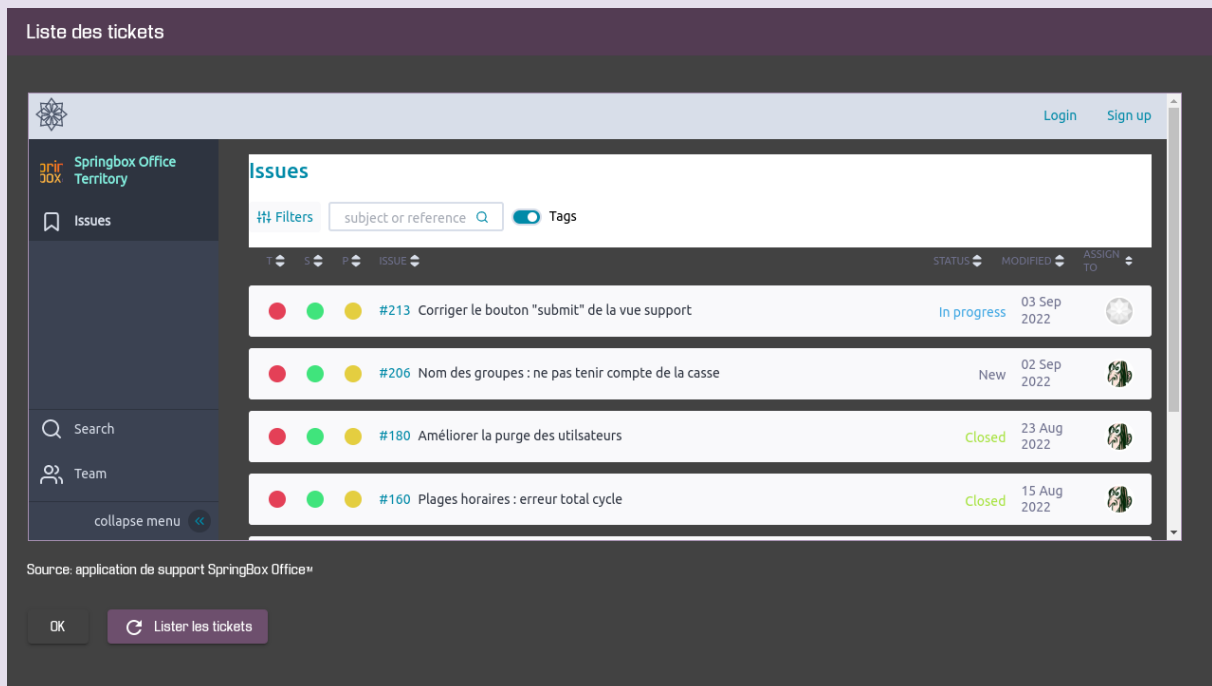 Liste des tickets
Login Sign up
Springbox Office
Territory
Issues
Search
Team
collapse menu
Issues
Filters subject or reference Tags
T S P ISSUE STATUS MODIFIED ASSIGN
TO
#213 Corriger le bouton "submit" de la vue support In progress 03 Sep
2022
#206 Nom des groupes : ne pas tenir compte de la casse New 02 Sep
2022
#180 Améliorer la purge des utilsateurs Closed 23 Aug
2022
#160 Plages horaires : erreur total cycle Closed 15 Aug
2022
Source: application de support SpringBox Office™
OK Lister les tickets